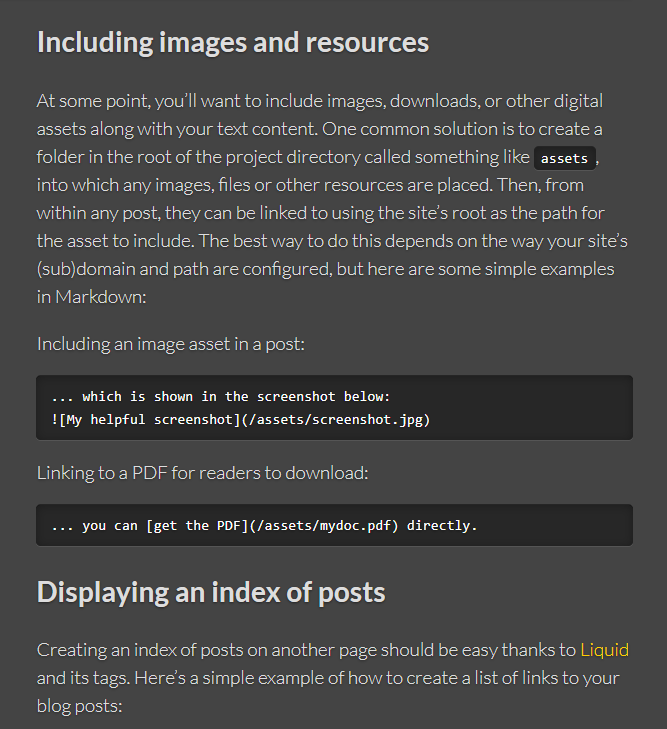 Including images and resources
At some point, you’ll want to include images, downloads, or other digital
assets along with your text content. One common solution is to create a
folder in the root of the project directory called something like assets,
into which any images, files or other resources are placed. Then, from
within any post, they can be linked to using the site’s root as the path for
the asset to include. The best way to do this depends on the way your site’s
(sub)domain and path are configured, but here are some simple examples
in Markdown:
Including an image asset in a post:
... which is shown in the screenshot below:
![My helpful screenshot](/assets/screenshot.jpg)
Linking to a PDF for readers to download:
... you can [get the PDF](/assets/mydoc.pdf) directly.
Displaying an index of posts
Creating an index of posts on another page should be easy thanks to Liquid
and its tags. Here’s a simple example of how to create a list of links to your
blog posts: